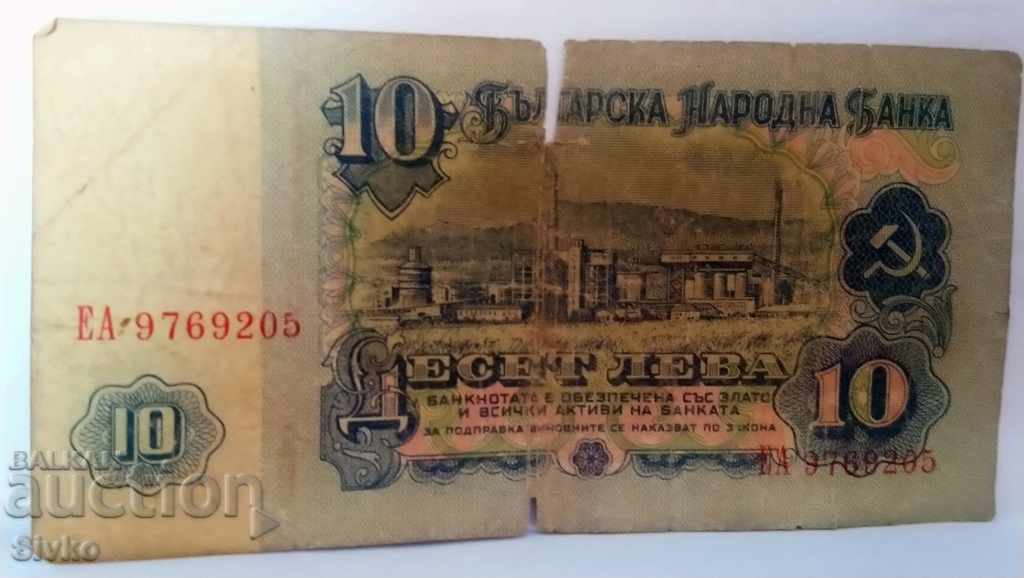 10 БЪЛГАРСКА НАРОДНА БАНКА
ЕА 9769205
ДЕСЕТ ЛЕВА
БАНКНОТАТА Е ОБЕЗПЕЧЕНА СЪС ЗЛАТО
И ВСИЧКИ АКТИВИ НА БАНКАТА
ЗА ПОДПРАВКА ВИНОВНИТЕ СЕ НАКАЗВАТ ПО ЗАКОНА
10
10
ЕА 9769205
BALKAN
auction
Sivko